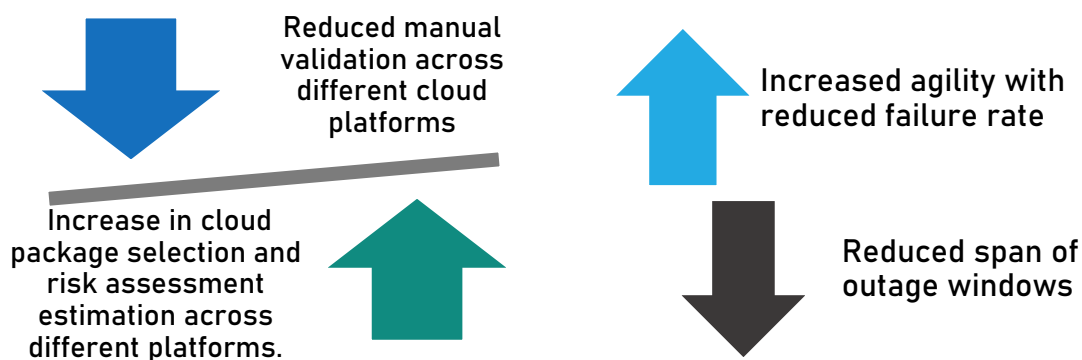 Reduced manual
validation across
different cloud
platforms
Increase in cloud
package selection and
risk assessment
estimation across
different platforms.
Increased agility with
reduced failure rate
Reduced span of
outage windows